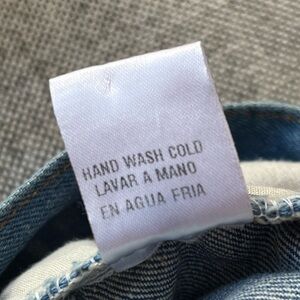 HAND WASH COLD
LAVAR A MANO
EN AGUA FRIA